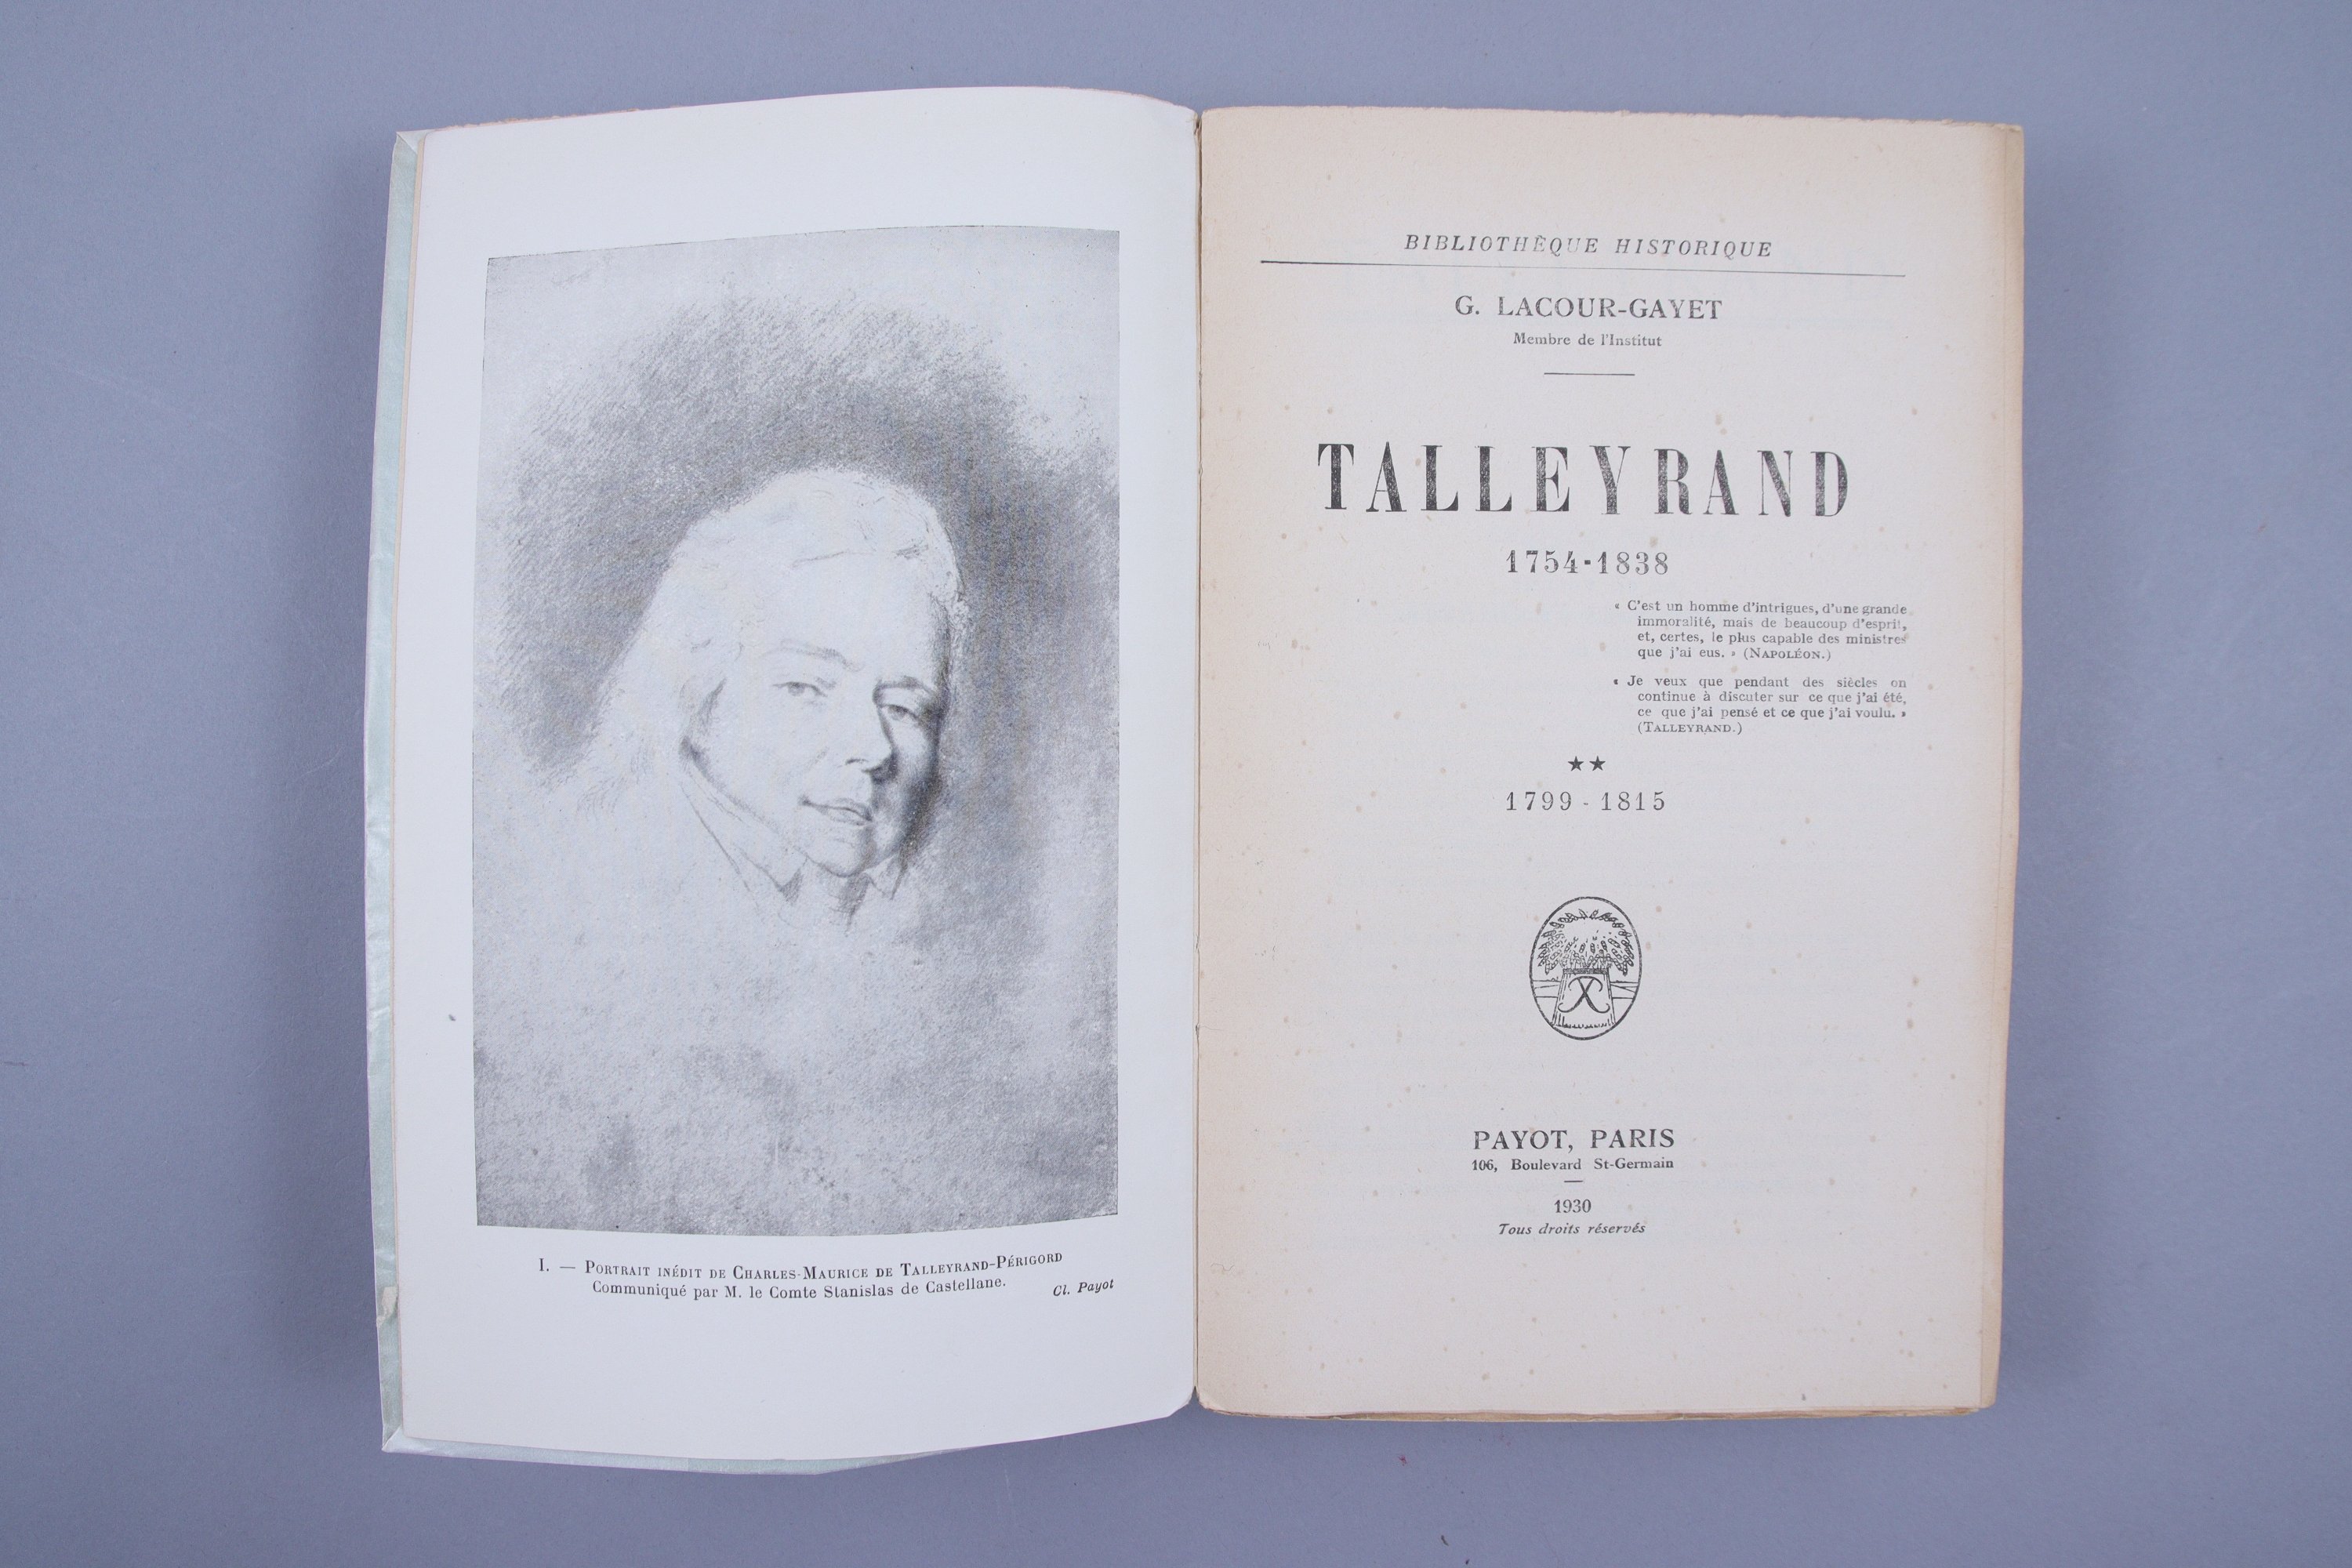 I. — PORTRAIT INÉDIT DE CHARLES-MAURICE DE TALLEYRAND-PÉRIGORD
Communiqué par M. le Comte Stanislas de Castellane.
Cl. Payot
BIBLIOTHÈQUE HISTORIQUE
G. LACOUR-GAYET
Membre de l'Institut
TALLEYRAND
1754-1838
« C'est un homme d'intrigues, d'une grande
immoralité, mais de beaucoup d'esprit,
et, certes, le plus capable des ministres
que j'ai eus. » (NAPOLÉON.)
« Je veux que pendant des siècles on
continue à discuter sur ce que j'ai été,
ce que j'ai pensé et ce que j'ai voulu. »
(TALLEYRAND.)
★★
1799 - 1815
PAYOT, PARIS
106, Boulevard St-Germain
1930
Tous droits réservés